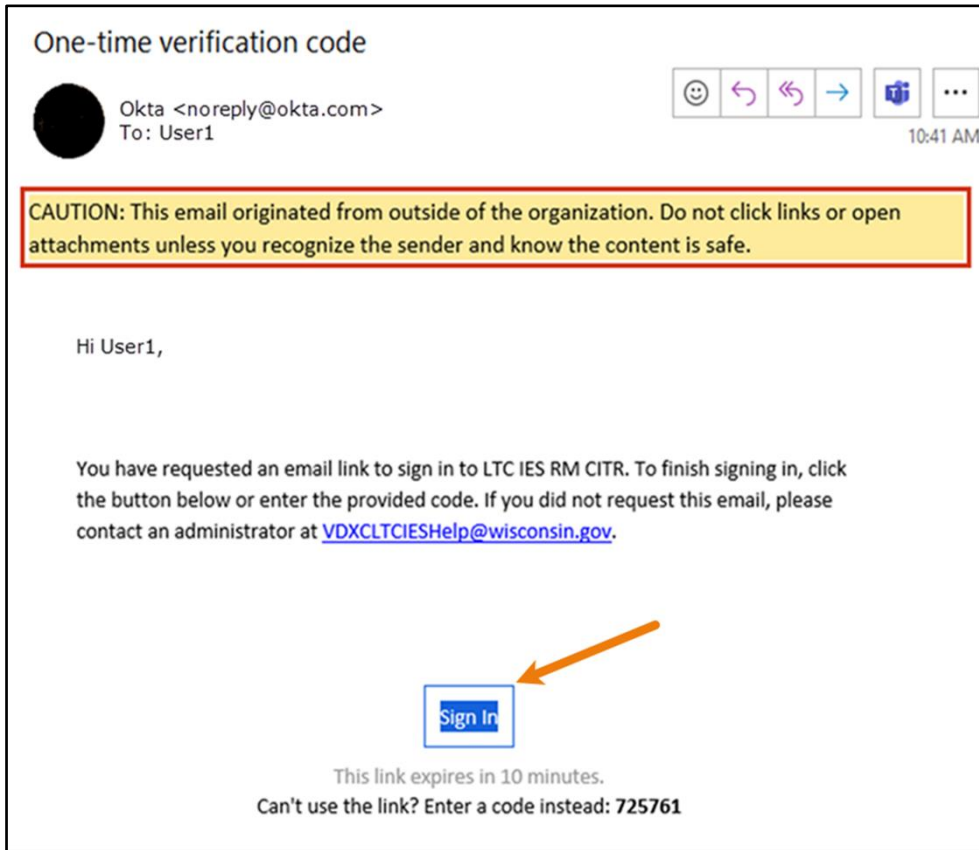 One-time verification code
Okta <noreply@okta.com>
To: User1
10:41 AM
CAUTION: This email originated from outside of the organization. Do not click links or open
attachments unless you recognize the sender and know the content is safe.
Hi User1,
You have requested an email link to sign in to LTC IES RM CITR. To finish signing in, click
the button below or enter the provided code. If you did not request this email, please
contact an administrator at VDXCLTCIESHelp@wisconsin.gov.
Sign In
This link expires in 10 minutes.
Can't use the link? Enter a code instead: 725761